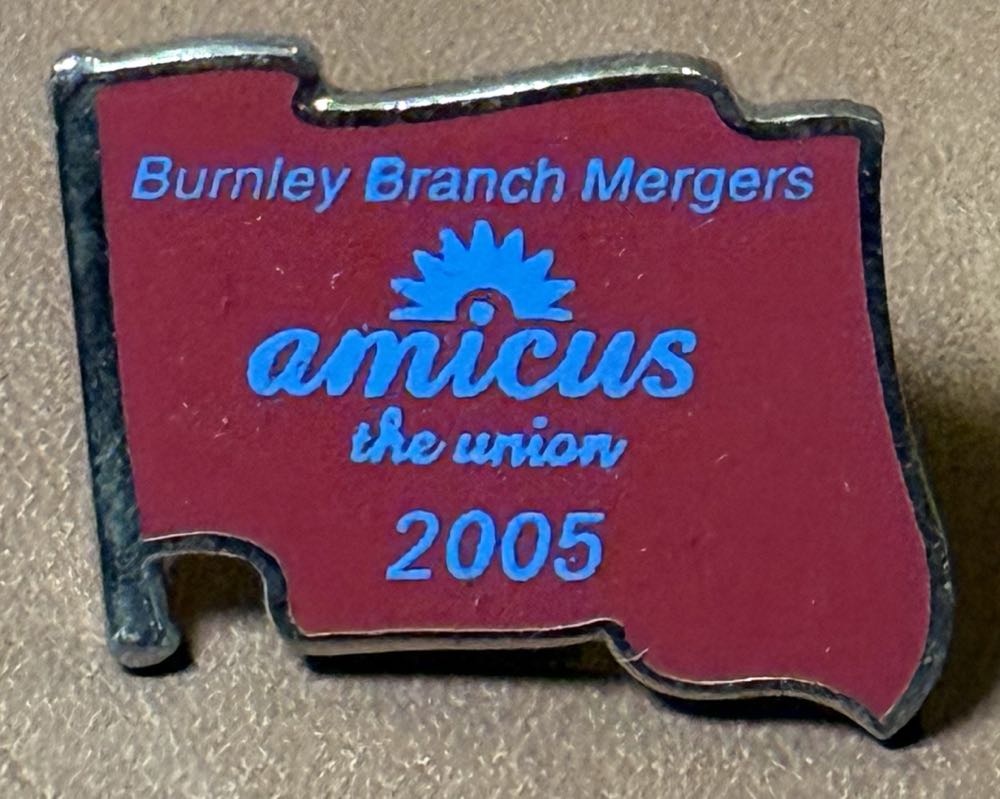 Burnley Branch Mergers
amicus
the union
2005